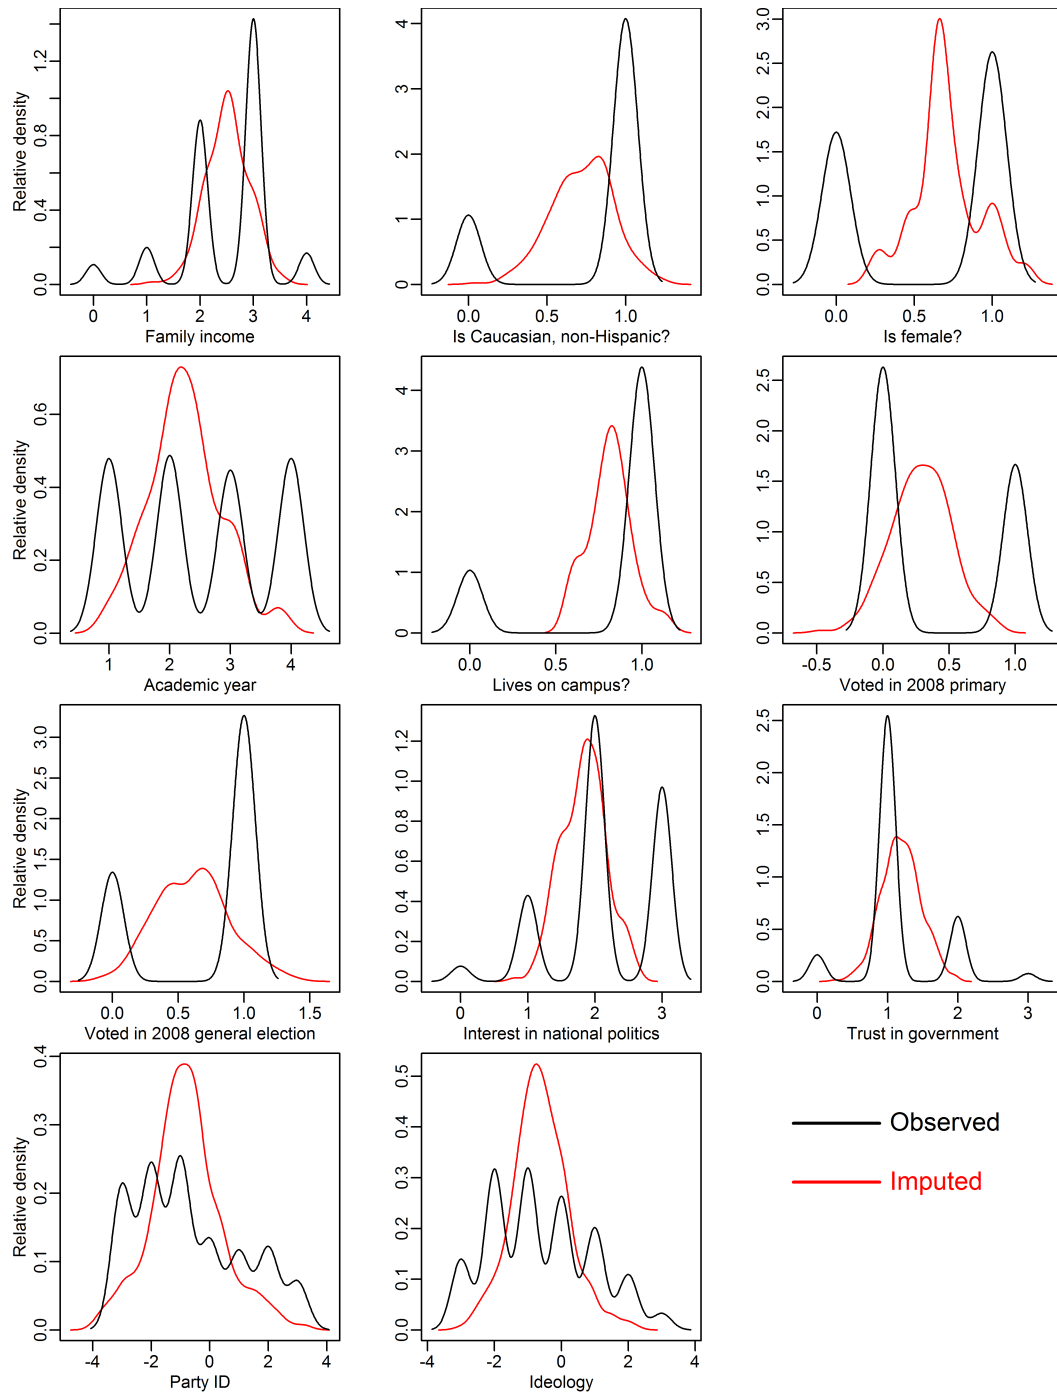 Relative density
0.0 0.4 0.8 1.2
0 1 2 3 4
Family income
0 1 2 3 4
0.0 0.5 1.0
Is Caucasian, non-Hispanic?
0.0 0.5 1.0 1.5 2.0 2.5 3.0
0.0 1.0
Is female?
Relative density
0.0 0.2 0.4 0.6
1 2 3 4
Academic year
0 1 2 3 4
0.0 1.0
Lives on campus?
0.0 0.5 1.0 1.5 2.0 2.5
-0.5 0.0 0.5 1.0
Voted in 2008 primary
Relative density
0.0 0.5 1.0 1.5 2.0 2.5 3.0
0.0 0.5 1.0 1.5
Voted in 2008 general election
0.0 0.2 0.4 0.6 0.8 1.0 1.2
0 1 2 3
Interest in national politics
0.0 0.5 1.0 1.5 2.0 2.5
0 1 2 3
Trust in government
Relative density
0.0 0.1 0.2 0.3 0.4
-4 -2 0 2 4
Party ID
0.0 0.1 0.2 0.3 0.4 0.5
-4 -2 0 2 4
Ideology
Observed
Imputed